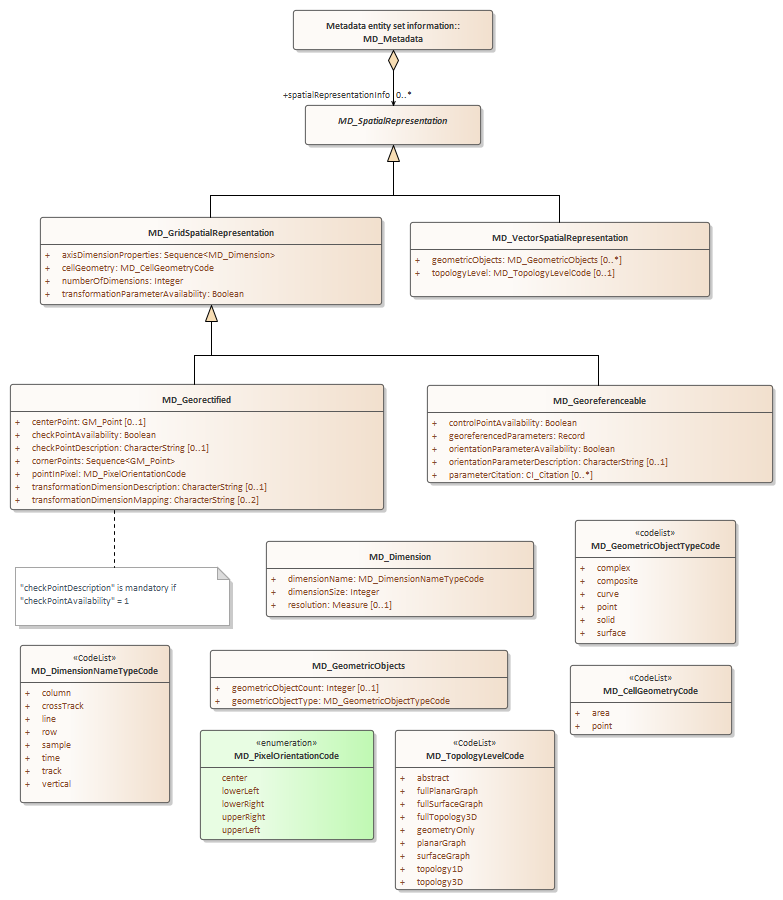 Metadata entity set information::
MD_Metadata
+spatialRepresentationInfo 0..*
MD_SpatialRepresentation
MD_GridSpatialRepresentation
+ axisDimensionProperties: Sequence<MD_Dimension>
+ cellGeometry: MD_CellGeometryCode
+ numberOfDimensions: Integer
+ transformationParameterAvailability: Boolean
MD_VectorSpatialRepresentation
+ geometricObjects: MD_GeometricObjects [0..*]
+ topologyLevel: MD_TopologyLevelCode [0..1]
MD_Georectified
+ centerPoint: GM_Point [0..1]
+ checkPointAvailability: Boolean
+ checkPointDescription: CharacterString [0..1]
+ cornerPoints: Sequence<GM_Point>
+ pointInPixel: MD_PixelOrientationCode
+ transformationDimensionDescription: CharacterString [0..1]
+ transformationDimensionMapping: CharacterString [0..2]
MD_Georeferenceable
+ controlPointAvailability: Boolean
+ georeferencedParameters: Record
+ orientationParameterAvailability: Boolean
+ orientationParameterDescription: CharacterString [0..1]
+ parameterCitation: CI_Citation [0..*]
"checkPointDescription" is mandatory if
"checkPointAvailability" = 1
MD_Dimension
+ dimensionName: MD_DimensionNameTypeCode
+ dimensionSize: Integer
+ resolution: Measure [0..1]
«codelist»
MD_GeometricObjectTypeCode
+ complex
+ composite
+ curve
+ point
+ solid
+ surface
«CodeList»
MD_DimensionNameTypeCode
+ column
+ crossTrack
+ line
+ row
+ sample
+ time
+ track
+ vertical
MD_GeometricObjects
+ geometricObjectCount: Integer [0..1]
+ geometricObjectType: MD_GeometricObjectTypeCode
«CodeList»
MD_CellGeometryCode
+ area
+ point
«enumeration»
MD_PixelOrientationCode
center
lowerLeft
lowerRight
upperRight
upperLeft
«CodeList»
MD_TopologyLevelCode
+ abstract
+ fullPlanarGraph
+ fullSurfaceGraph
+ fullTopology3D
+ geometryOnly
+ planarGraph
+ surfaceGraph
+ topology1D
+ topology3D